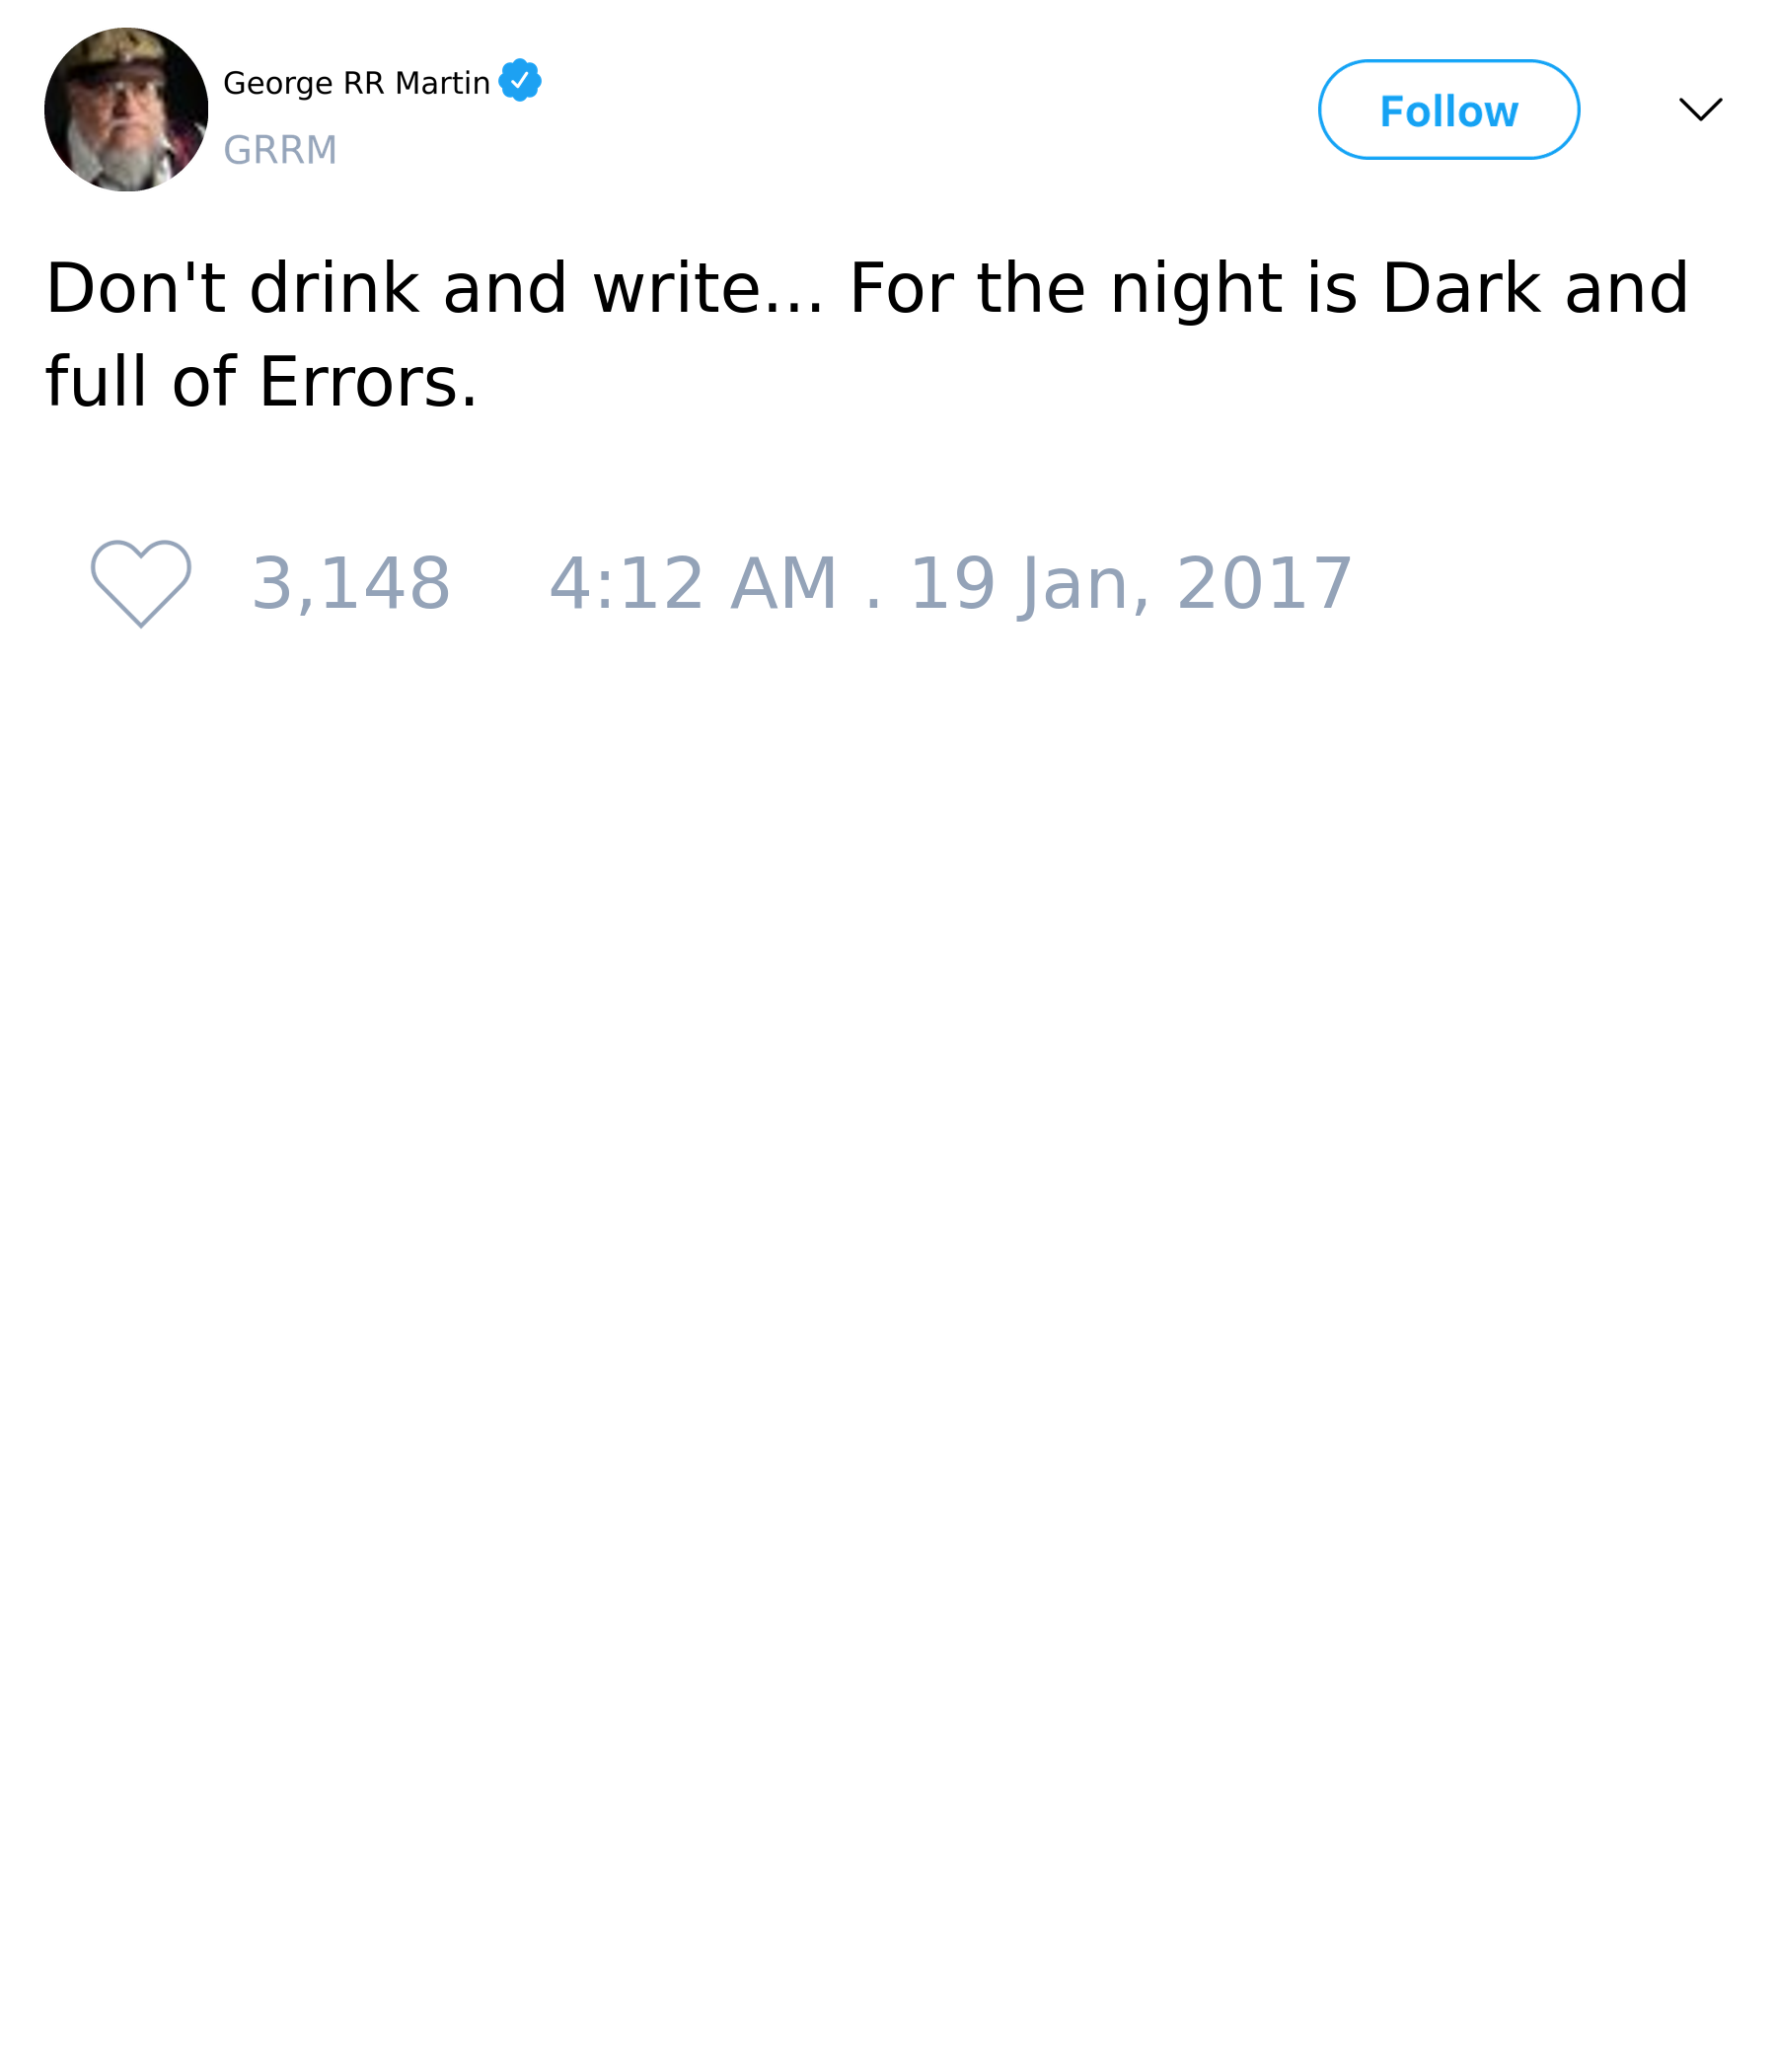 George RR Martin
GRRM
Follow
Don't drink and write... For the night is Dark and
full of Errors.
3,148 4:12 AM . 19 Jan, 2017